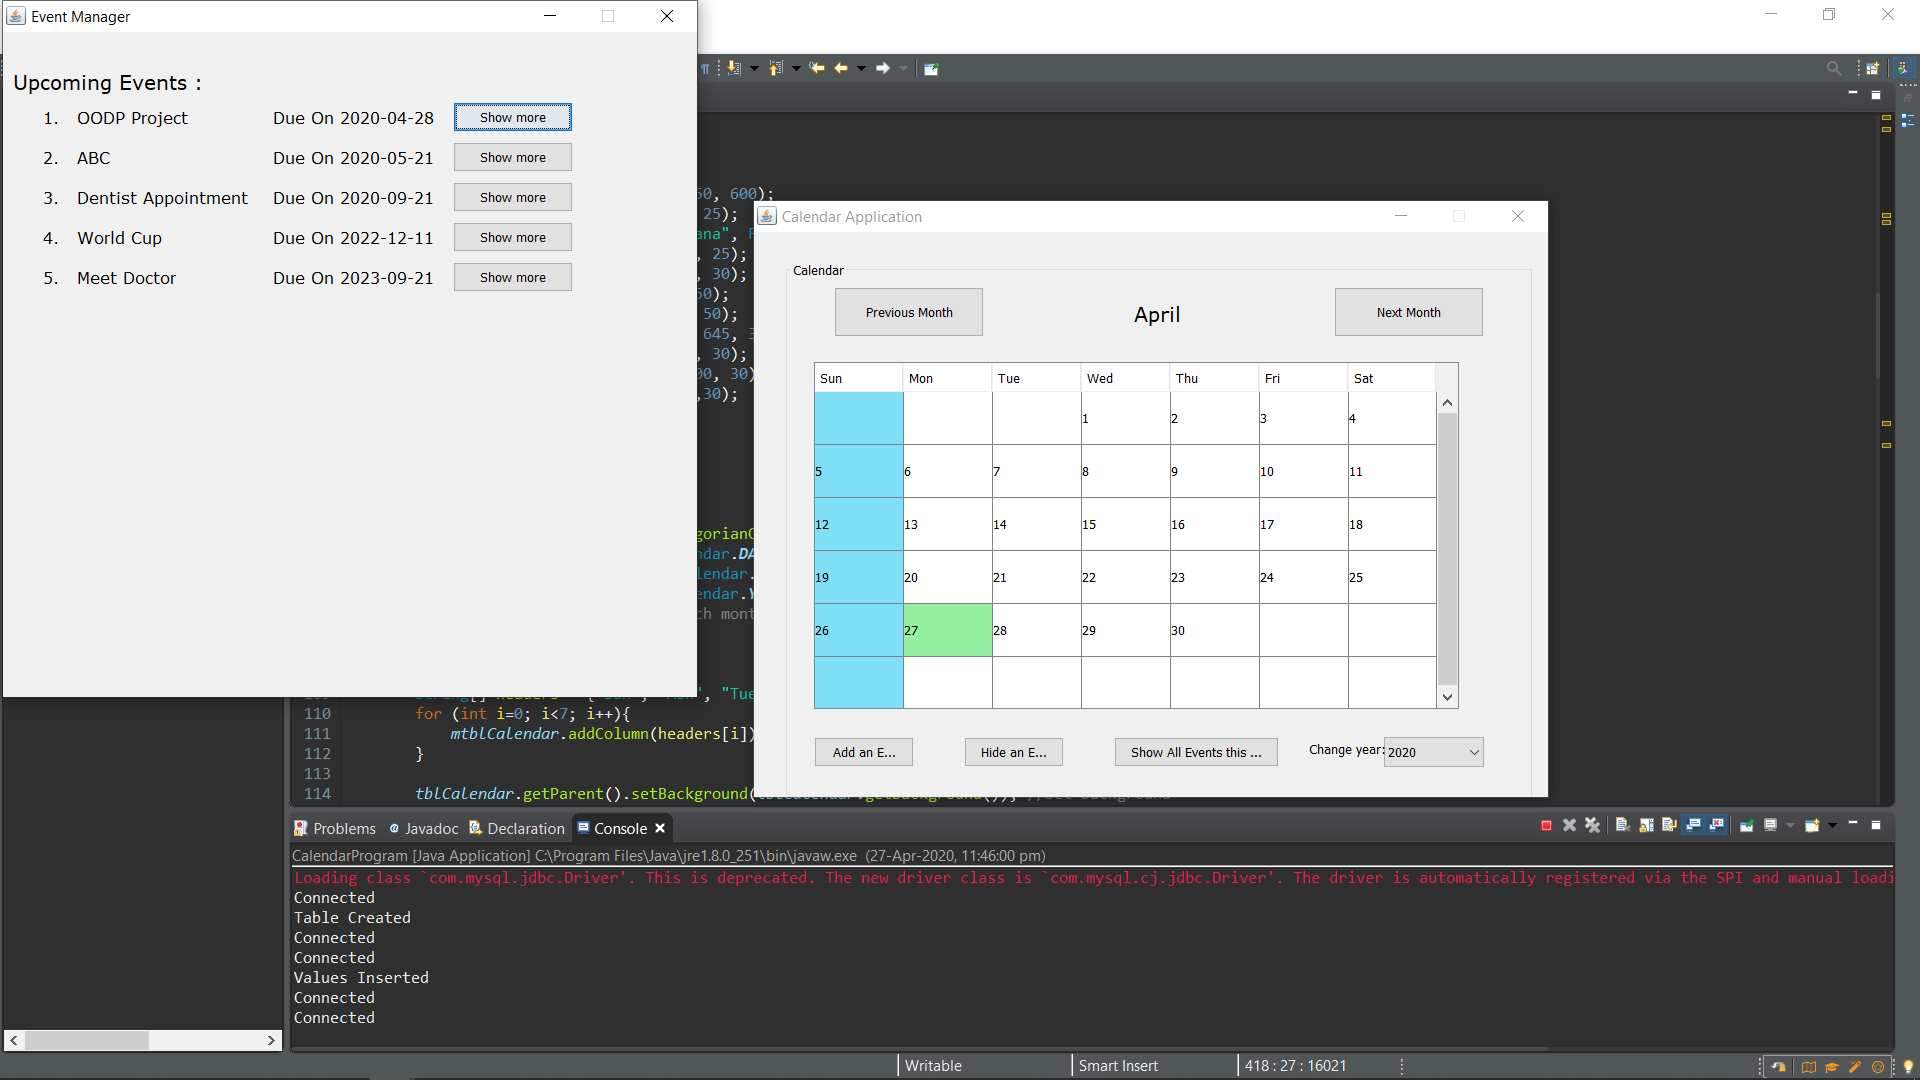 Event Manager
Upcoming Events :
1. OODP Project Due On 2020-04-28 Show more
2. ABC Due On 2020-05-21 Show more
3. Dentist Appointment Due On 2020-09-21 Show more
4. World Cup Due On 2022-12-11 Show more
5. Meet Doctor Due On 2023-09-21 Show more
50, 600);
25);
ana",
, 25);
, 30);
50);
50);
645, 3
, 30);
00, 30)
,30);
gorianC
ndar.DA
lendar.
endar.Y
ch mont
Calendar Application
Calendar
Previous Month
April
Next Month
Sun Mon Tue Wed Thu Fri Sat
1 2 3 4
5 6 7 8 9 10 11
12 13 14 15 16 17 18
19 20 21 22 23 24 25
26 27 28 29 30
Add an E...
Hide an E...
Show All Events this ...
Change year: 2020
", "Tue
110 for (int i=0; i<7; i++){
111 mtblCalendar.addColumn(headers[i])
112 }
113
114 tblCalendar.getParent().setBackground(
Problems Javadoc Declaration Console
CalendarProgram [Java Application] C:\Program Files\Java\jre1.8.0_251\bin\javaw.exe (27-Apr-2020, 11:46:00 pm)
Loading class `com.mysql.jdbc.Driver'. This is deprecated. The new driver class is `com.mysql.cj.jdbc.Driver'. The driver is automatically registered via the SPI and manual loadi
Connected
Table Created
Connected
Connected
Values Inserted
Connected
Connected
Writable
Smart Insert
418 : 27 : 16021